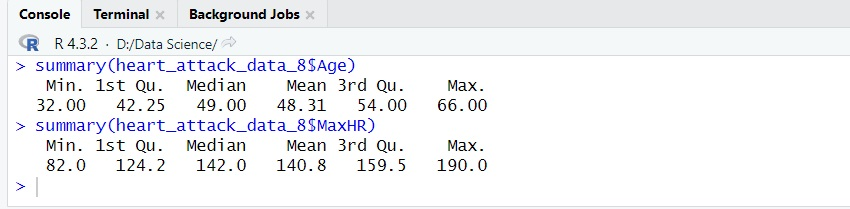 Console Terminal Background Jobs
R 4.3.2 · D:/Data Science/
> summary(heart_attack_data_8$Age)
Min. 1st Qu. Median Mean 3rd Qu. Max.
32.00 42.25 49.00 48.31 54.00 66.00
> summary(heart_attack_data_8$MaxHR)
Min. 1st Qu. Median Mean 3rd Qu. Max.
82.0 124.2 142.0 140.8 159.5 190.0
>